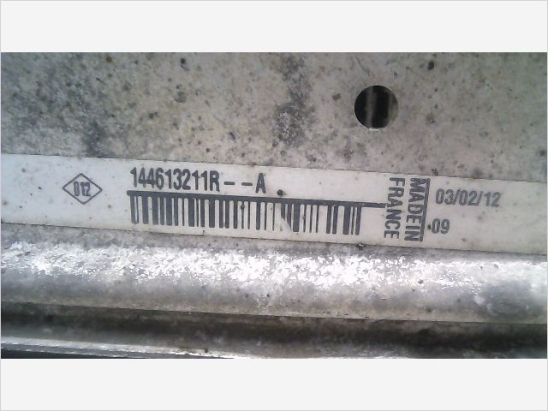 012
144613211R--A
MADE IN
FRANCE
03/02/12
.09